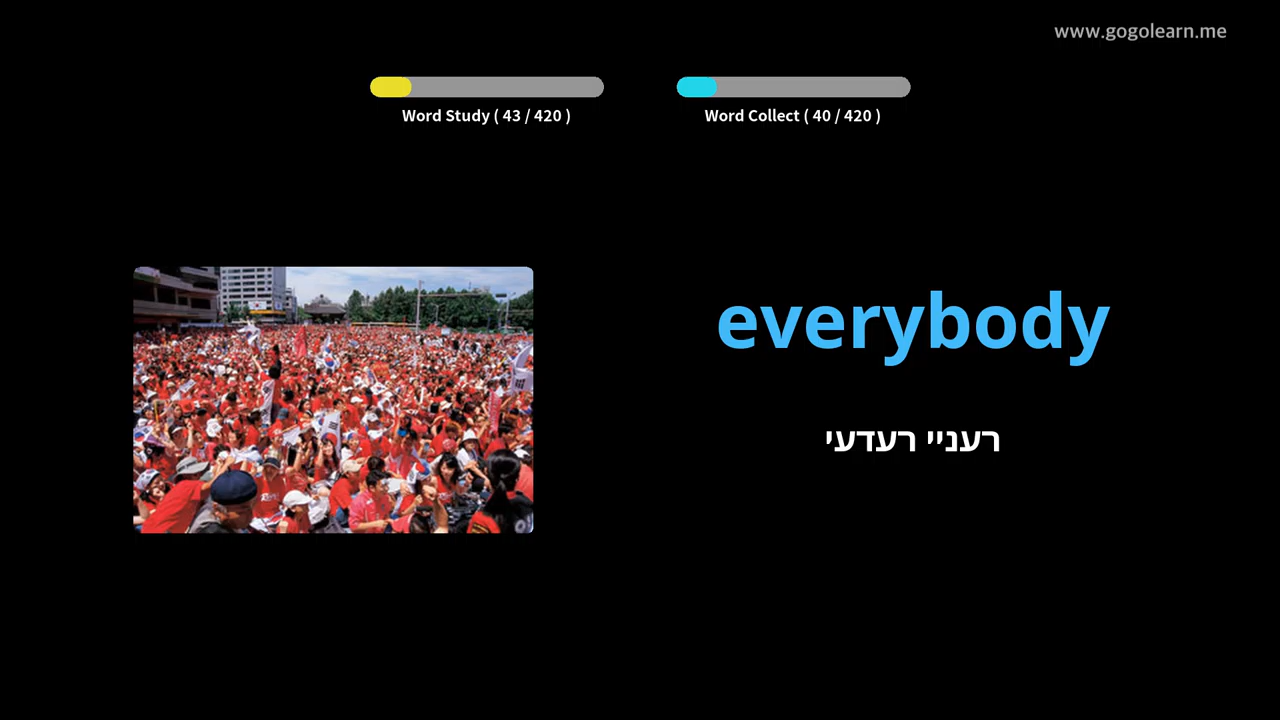 www.gogolearn.me
Word Study ( 43 / 420 )
Word Collect ( 40 / 420 )
everybody
רעניי רעדעי